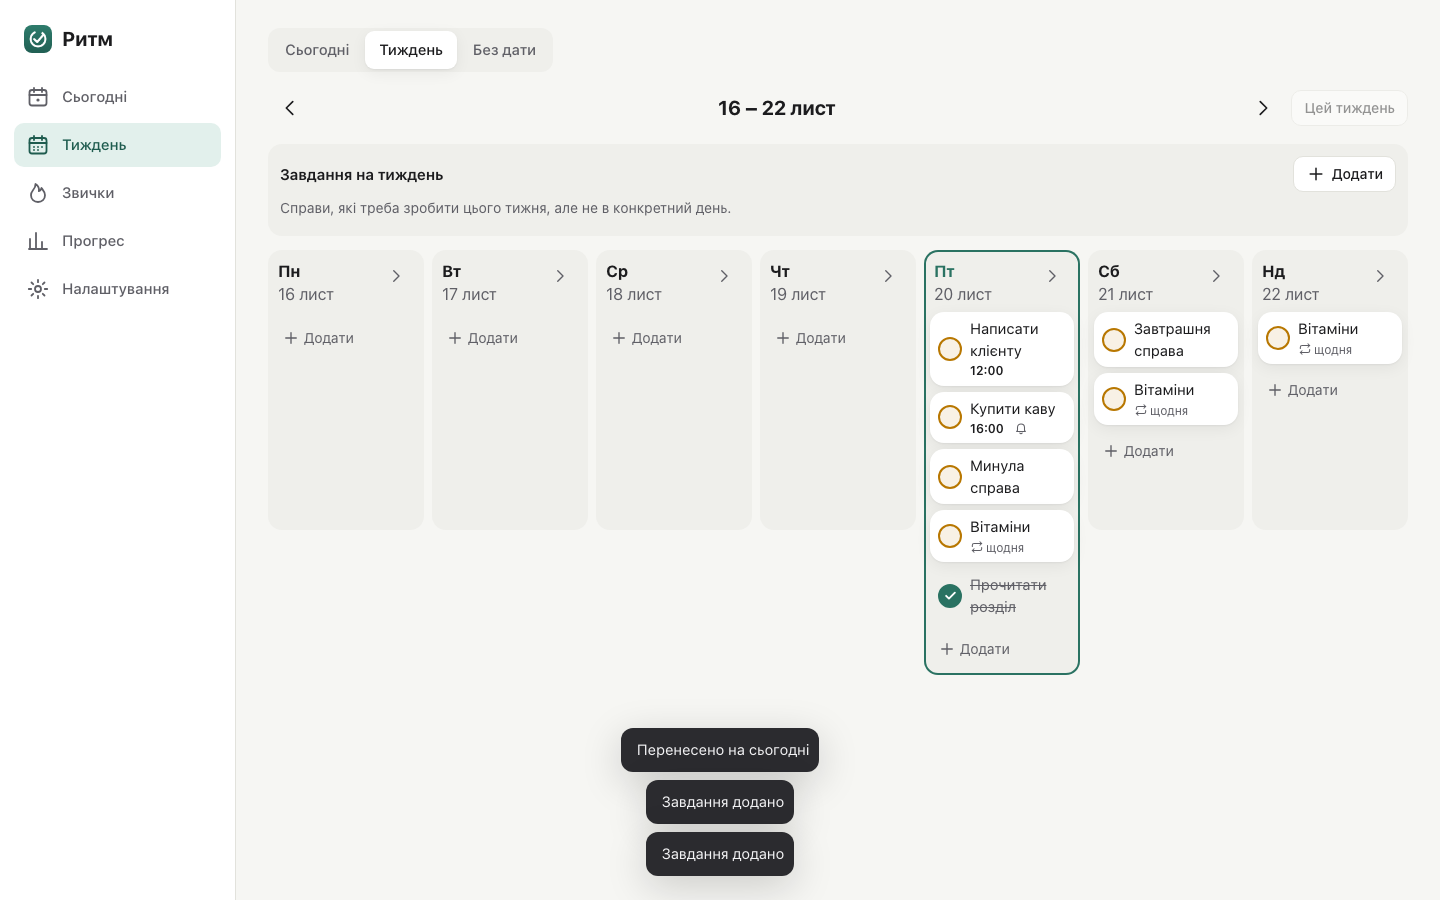 Ритм
Сьогодні
Тиждень
Звички
Прогрес
Налаштування
Сьогодні Тиждень Без дати
16 – 22 лист
Цей тиждень
Завдання на тиждень
Додати
Справи, які треба зробити цього тижня, але не в конкретний день.
Пн
16 лист
Додати
Вт
17 лист
Додати
Ср
18 лист
Додати
Чт
19 лист
Додати
Пт
20 лист
Написати
клієнту
12:00
Купити каву
16:00
Минула
справа
Вітаміни
щодня
Прочитати
розділ
Додати
Сб
21 лист
Завтрашня
справа
Вітаміни
щодня
Додати
Нд
22 лист
Вітаміни
щодня
Додати
Перенесено на сьогодні
Завдання додано
Завдання додано